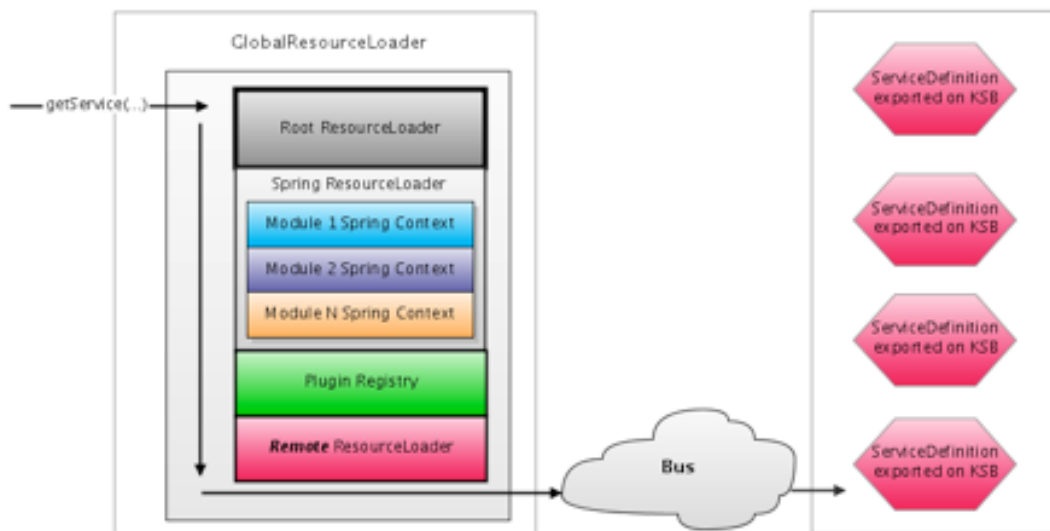 GlobalResourceLoader
getService(...)
Root ResourceLoader
Spring ResourceLoader
Module 1 Spring Context
Module 2 Spring Context
Module N Spring Context
Plugin Registry
Remote ResourceLoader
Bus
ServiceDefinition
exported on KSB
ServiceDefinition
exported on KSB
ServiceDefinition
exported on KSB
ServiceDefinition
exported on KSB